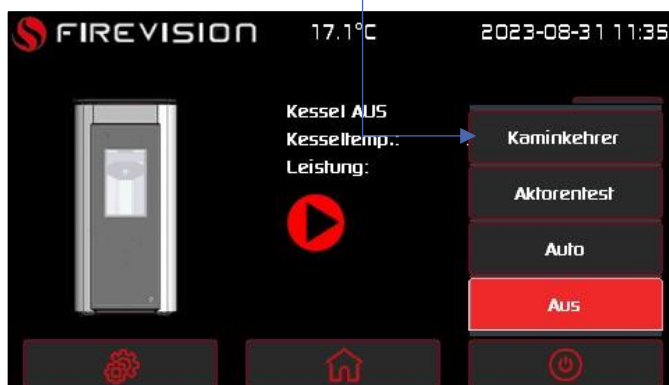 FIREVISION 17.1°C 2023-08-31 11:35
Kessel AUS
Kesseltemp.:
Leistung:
Kaminkehrer
Aktorentest
Auto
Aus